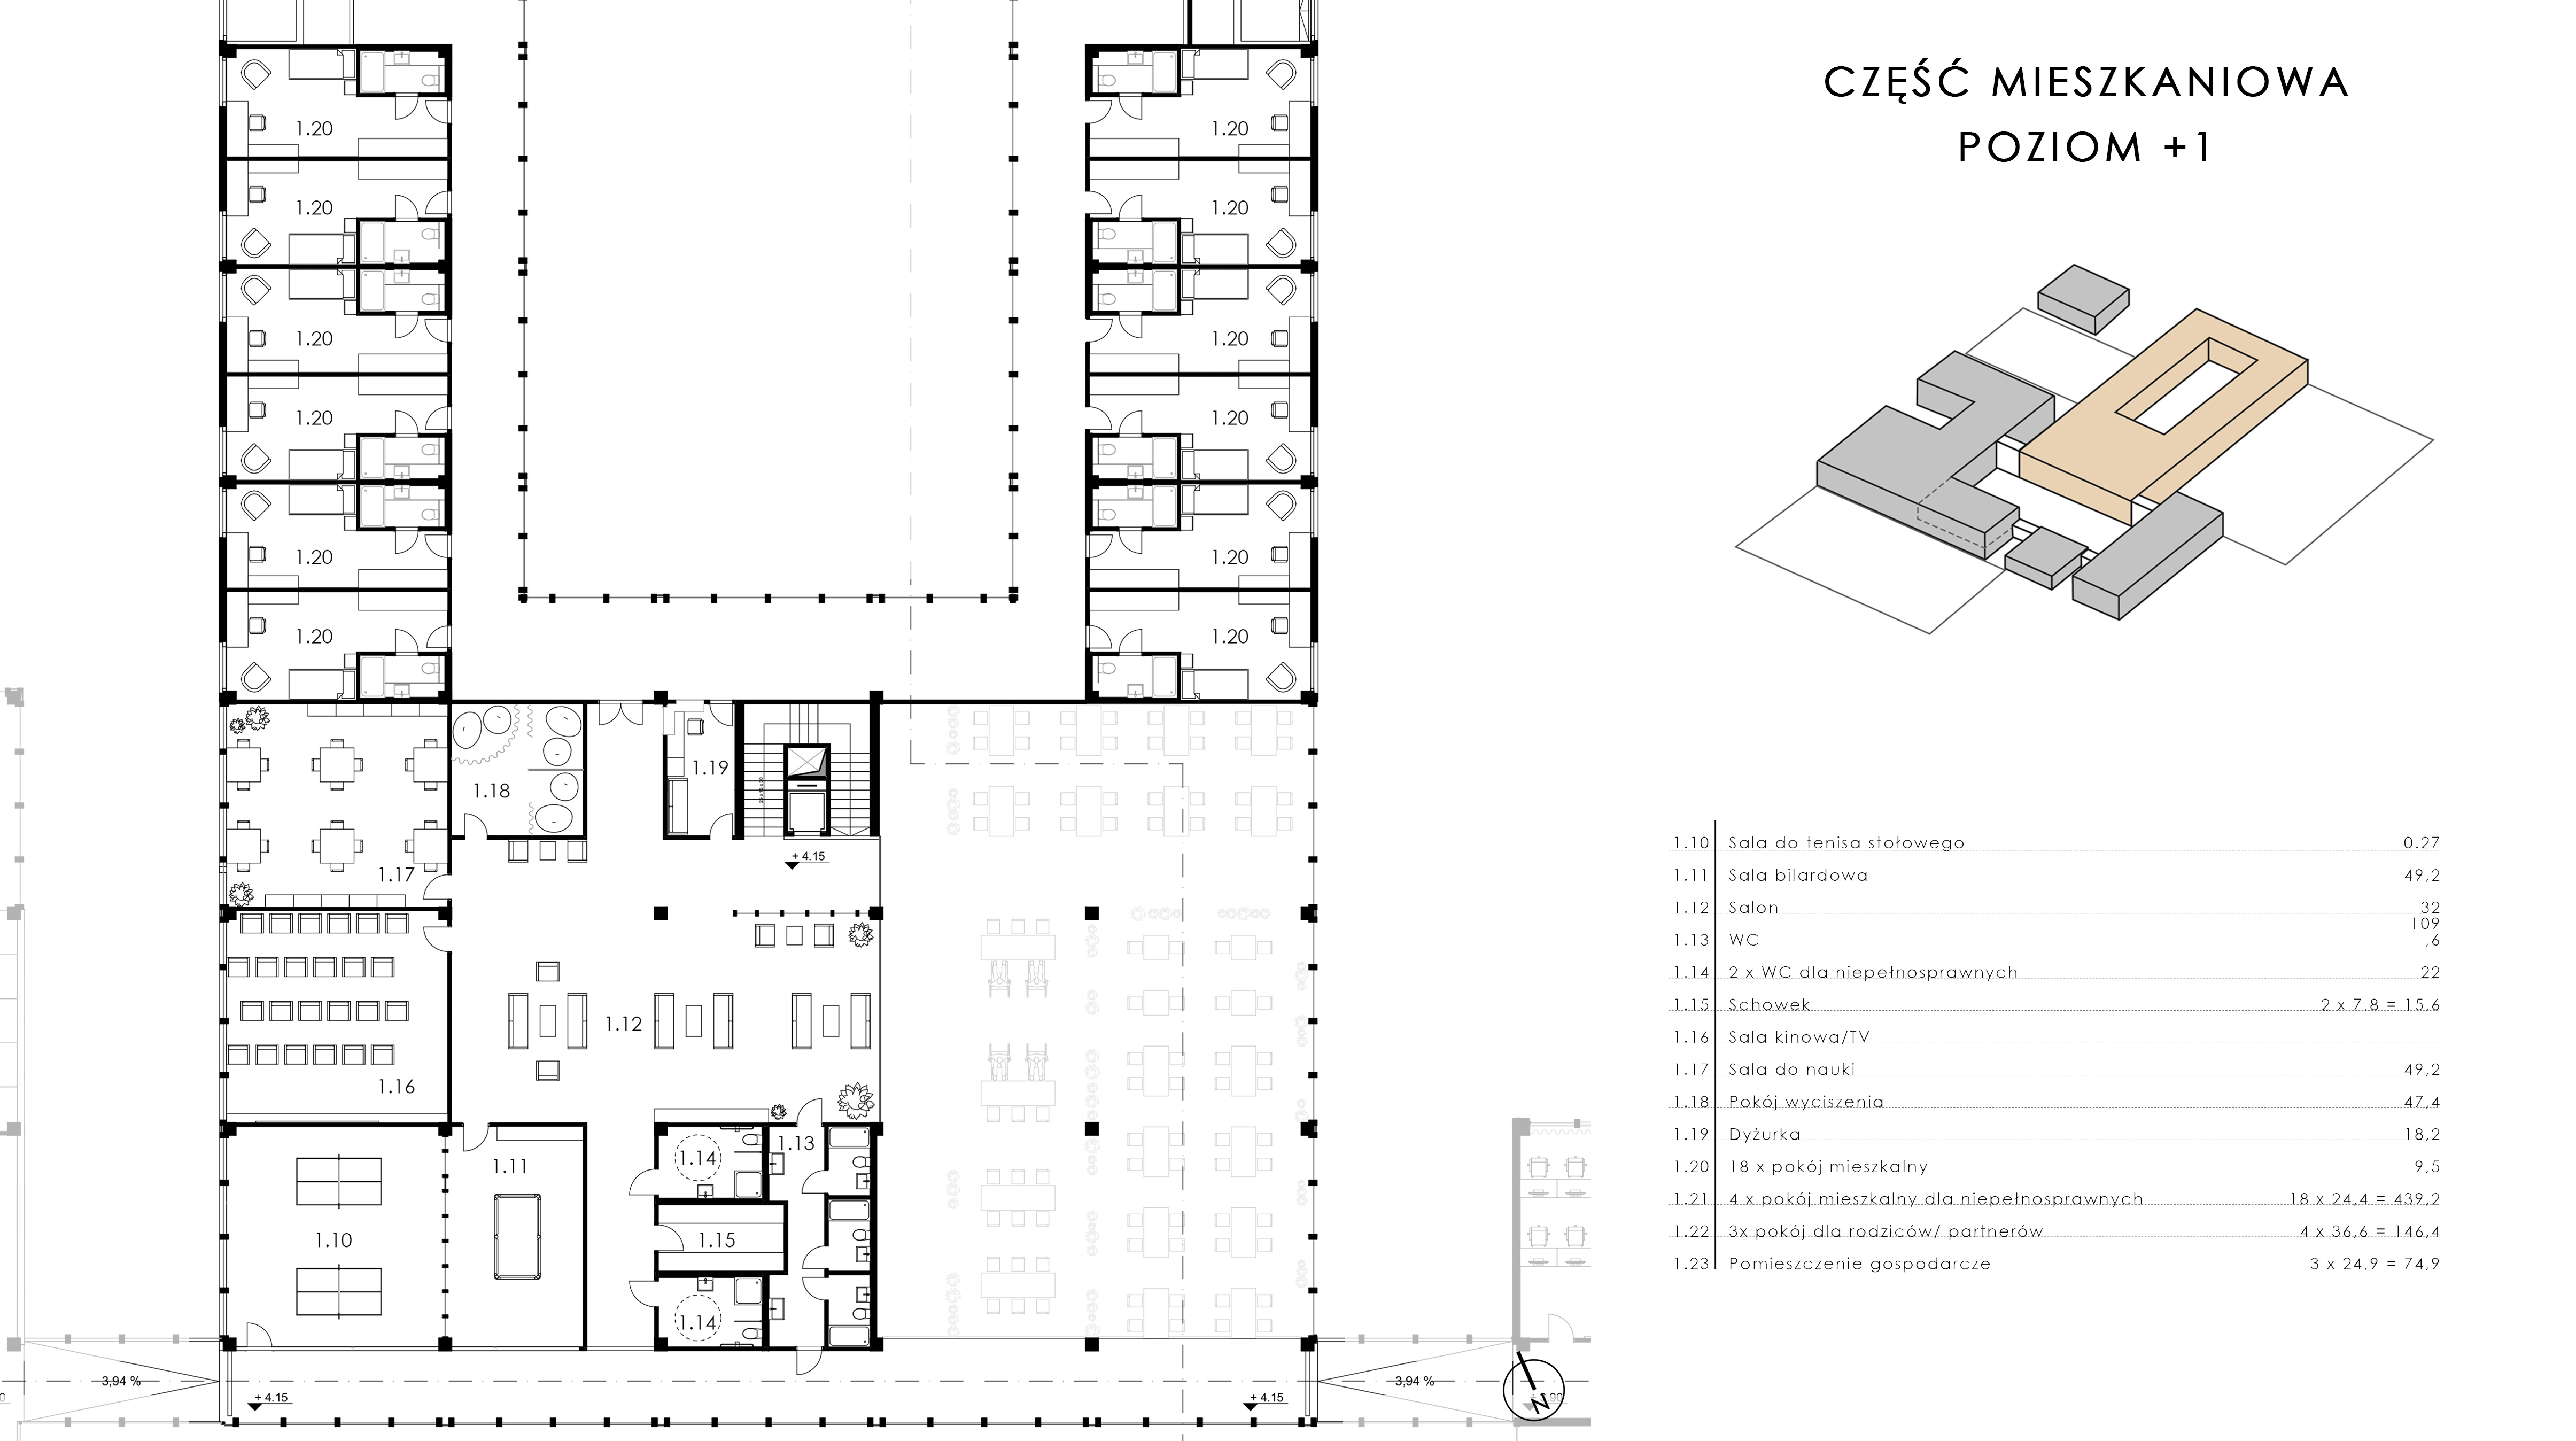 CZĘŚĆ MIESZKANIOWA
POZIOM +1
1.20 1.20
1.20 1.20
1.20 1.20
1.20 1.20
1.20 1.20
1.20 1.20
1.19
1.18
+ 4.15
1.17
1.12
1.16
1.13
1.14
1.11
1.10
1.15
1.14
3,94 %
3,94 %
+ 4.15
+ 4.15
N
1.10 Sala do tenisa stołowego 0.27
1.11 Sala bilardowa 49,2
1.12 Salon 32
109
1.13 WC ,6
1.14 2 x WC dla niepełnosprawnych 22
1.15 Schowek 2 x 7,8 = 15,6
1.16 Sala kinowa/TV
1.17 Sala do nauki 49,2
1.18 Pokój wyciszenia 47,4
1.19 Dyżurka 18,2
1.20 18 x pokój mieszkalny 9,5
1.21 4 x pokój mieszkalny dla niepełnosprawnych 18 x 24,4 = 439,2
1.22 3x pokój dla rodziców/ partnerów 4 x 36,6 = 146,4
1.23 Pomieszczenie gospodarcze 3 x 24,9 = 74,9